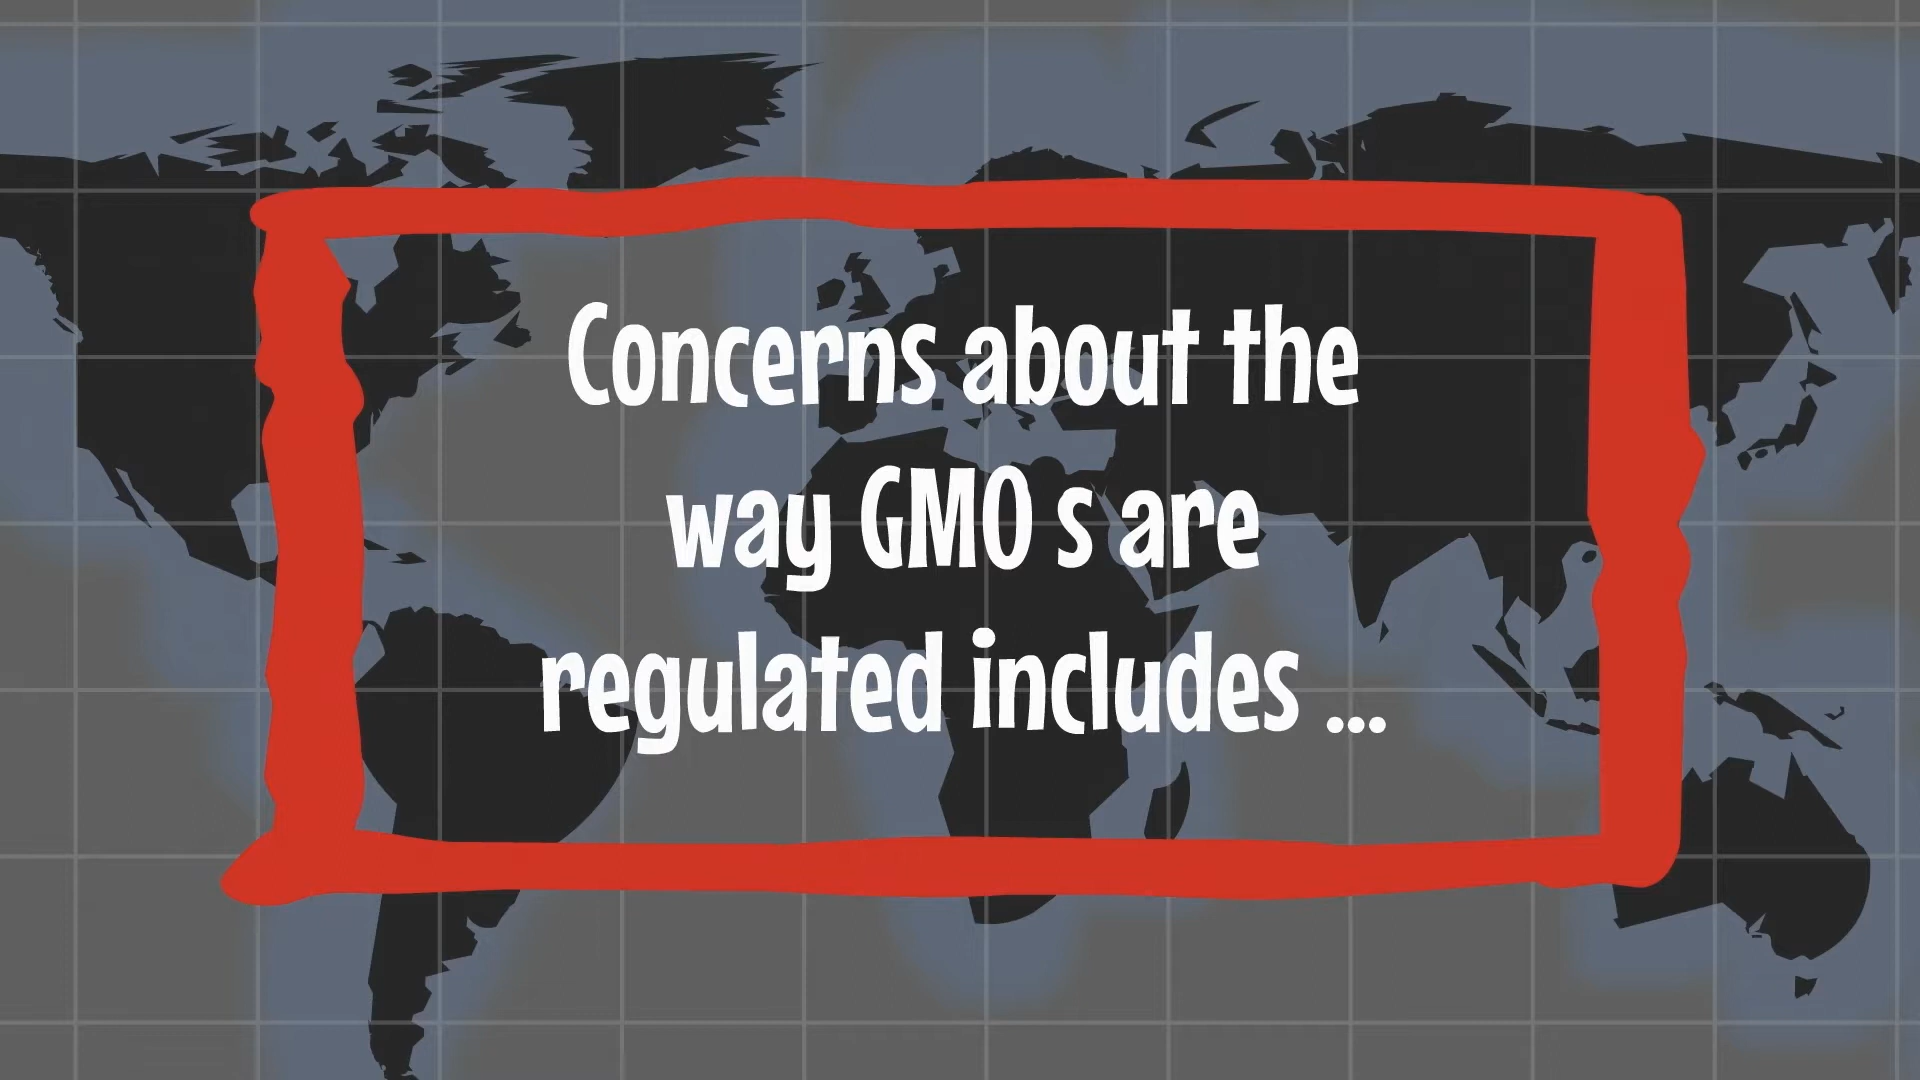 Concerns about the
way GMO s are
regulated includes ...